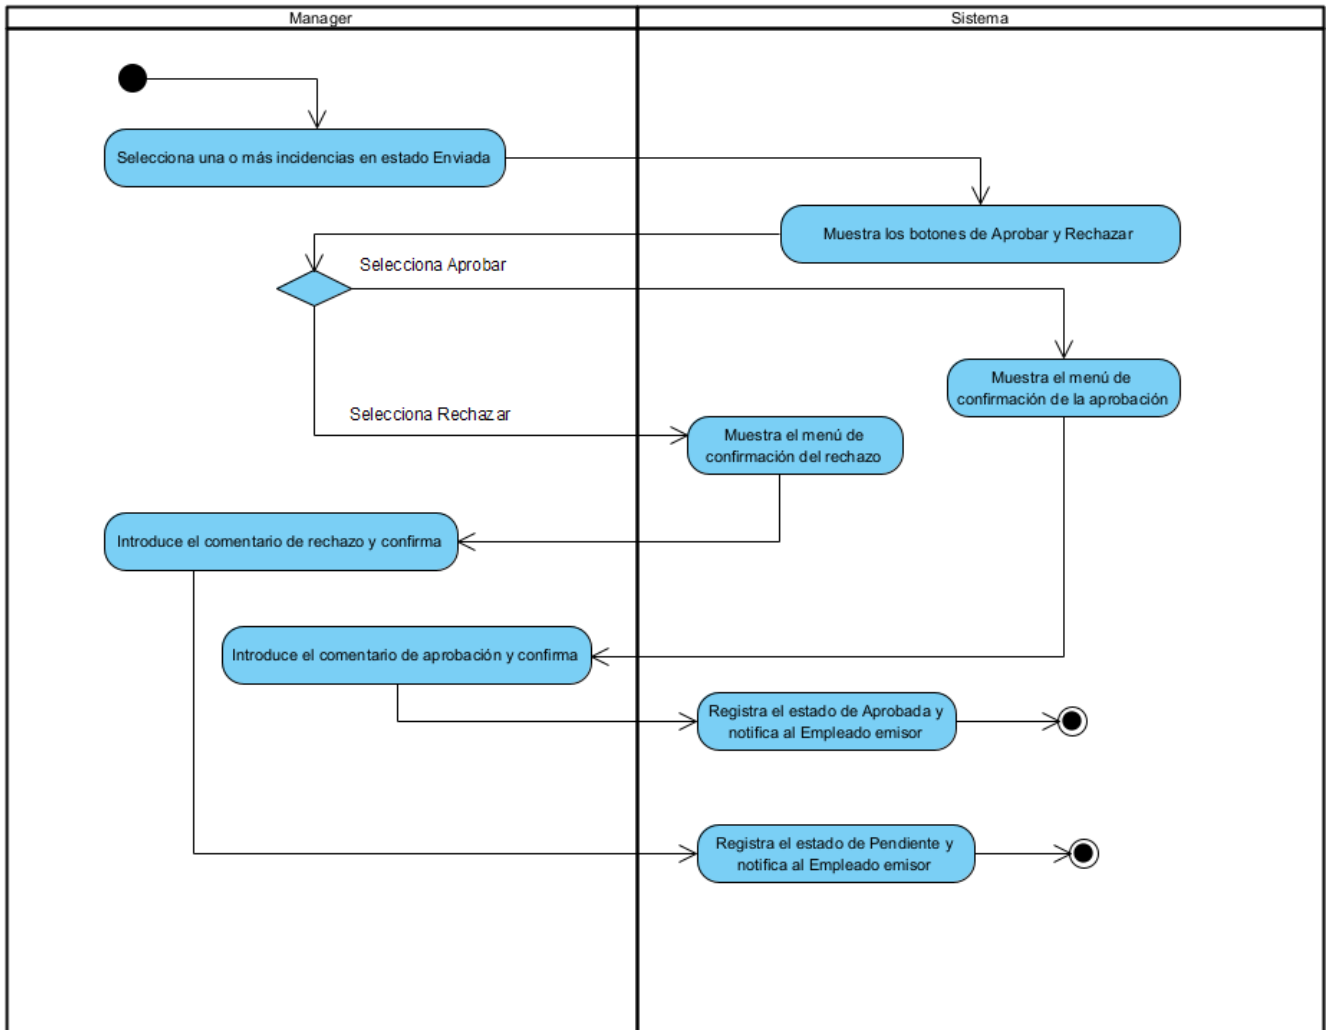 Manager
Sistema
Selecciona una o más incidencias en estado Enviada
Muestra los botones de Aprobar y Rechazar
Selecciona Aprobar
Muestra el menú de
confirmación de la aprobación
Selecciona Rechazar
Muestra el menú de
confirmación del rechazo
Introduce el comentario de rechazo y confirma
Introduce el comentario de aprobación y confirma
Registra el estado de Aprobada y
notifica al Empleado emisor
Registra el estado de Pendiente y
notifica al Empleado emisor